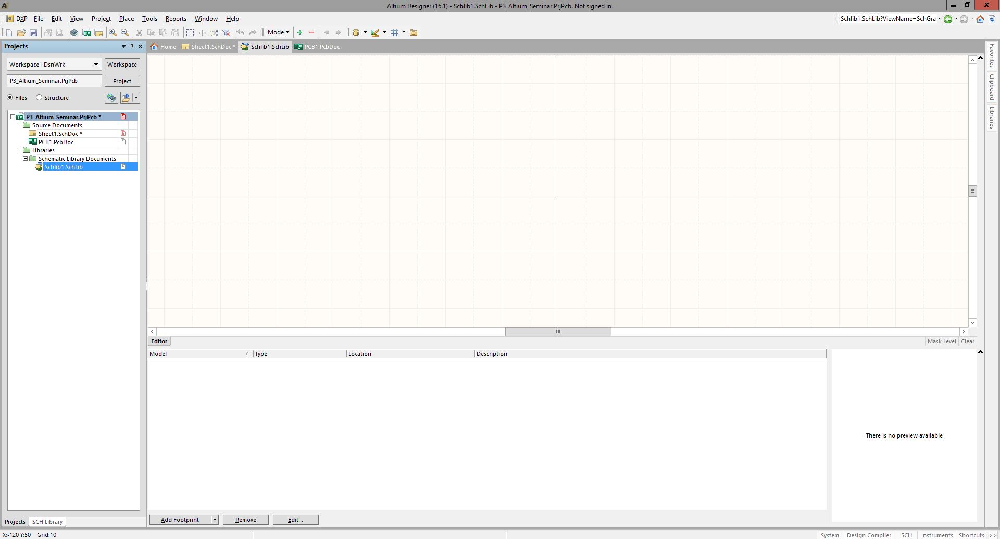 Altium Designer (16.1) - Schlib1.SchLib - P3_Altium_Seminar.PrjPcb. Not signed in.
DXP File Edit View Project Place Tools Reports Window Help Schlib1.SchLib?ViewName=SchGra
Mode
Projects
Home Sheet1.SchDoc * Schlib1.SchLib PCB1.PcbDoc
Workspace1.DsnWrk Workspace
P3_Altium_Seminar.PrjPcb Project
Files Structure
P3_Altium_Seminar.PrjPcb *
Source Documents
Sheet1.SchDoc *
PCB1.PcbDoc
Libraries
Schematic Library Documents
Schlib1.SchLib
Favorites
Clipboard
Libraries
Editor Mask Level Clear
Model Type Location Description
There is no preview available
Add Footprint Remove Edit...
Projects SCH Library
X:-120 Y:50 Grid:10 System Design Compiler SCH Instruments Shortcuts >>